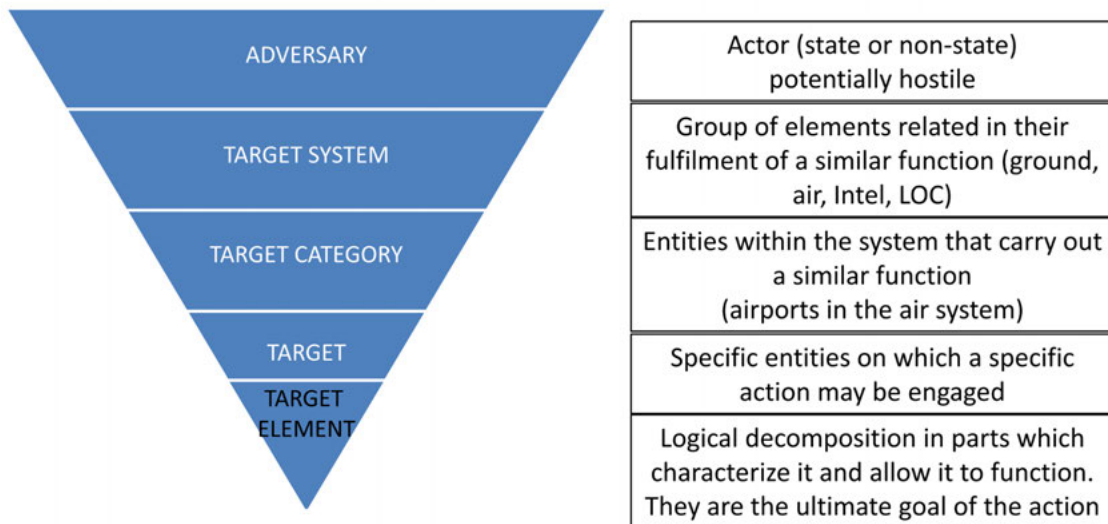 ADVERSARY
Actor (state or non-state)
potentially hostile
TARGET SYSTEM
Group of elements related in their
fulfilment of a similar function (ground,
air, Intel, LOC)
TARGET CATEGORY
Entities within the system that carry out
a similar function
(airports in the air system)
TARGET
Specific entities on which a specific
action may be engaged
TARGET
ELEMENT
Logical decomposition in parts which
characterize it and allow it to function.
They are the ultimate goal of the action